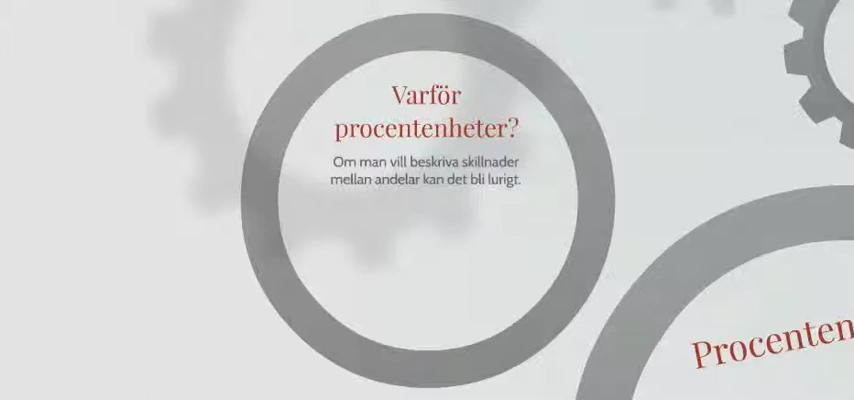 Varför
procentenheter?
Om man vill beskriva skillnader
mellan andelar kan det bli lurigt.
Procenten